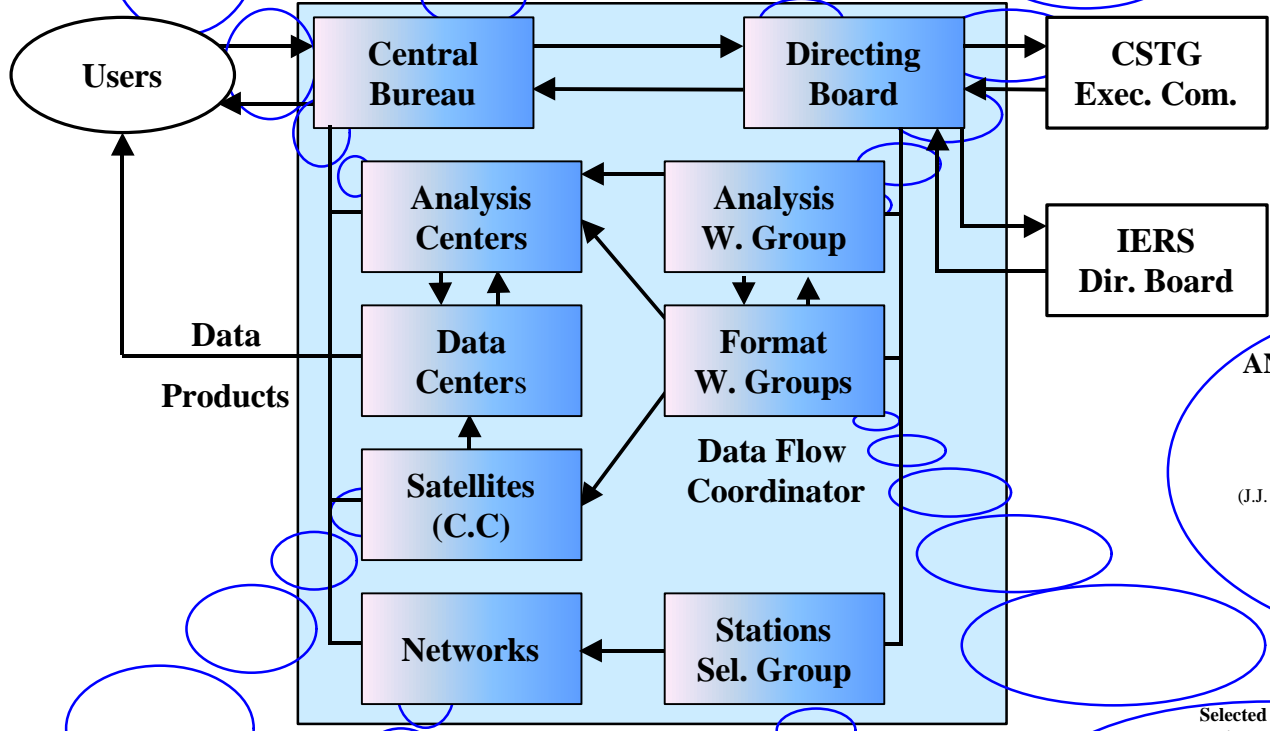 Users
Central
Bureau
Directing
Board
CSTG
Exec. Com.
Analysis
Centers
Analysis
W. Group
IERS
Dir. Board
Data
Products
Data
Centers
Format
W. Groups
Data Flow
Coordinator
Satellites
(C.C)
Networks
Stations
Sel. Group
(J.J.
Selected